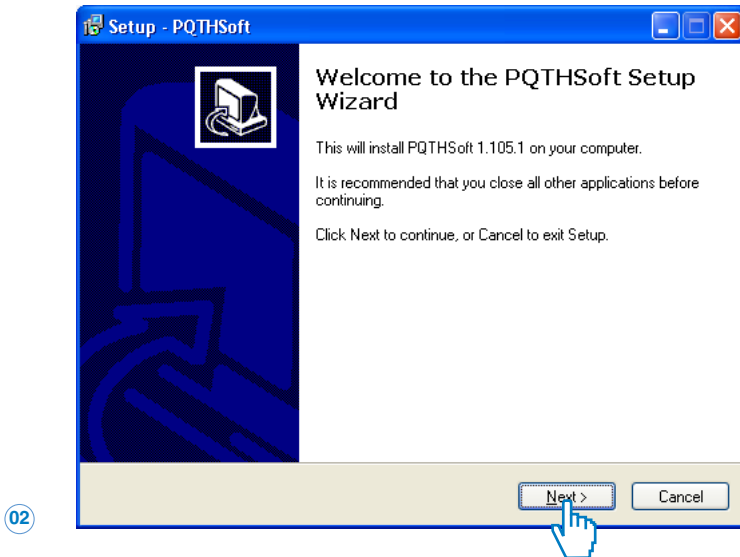 Setup - PQTHSoft
Welcome to the PQTHSoft Setup
Wizard
This will install PQTHSoft 1.105.1 on your computer.
It is recommended that you close all other applications before
continuing.
Click Next to continue, or Cancel to exit Setup.
Next >
Cancel
02